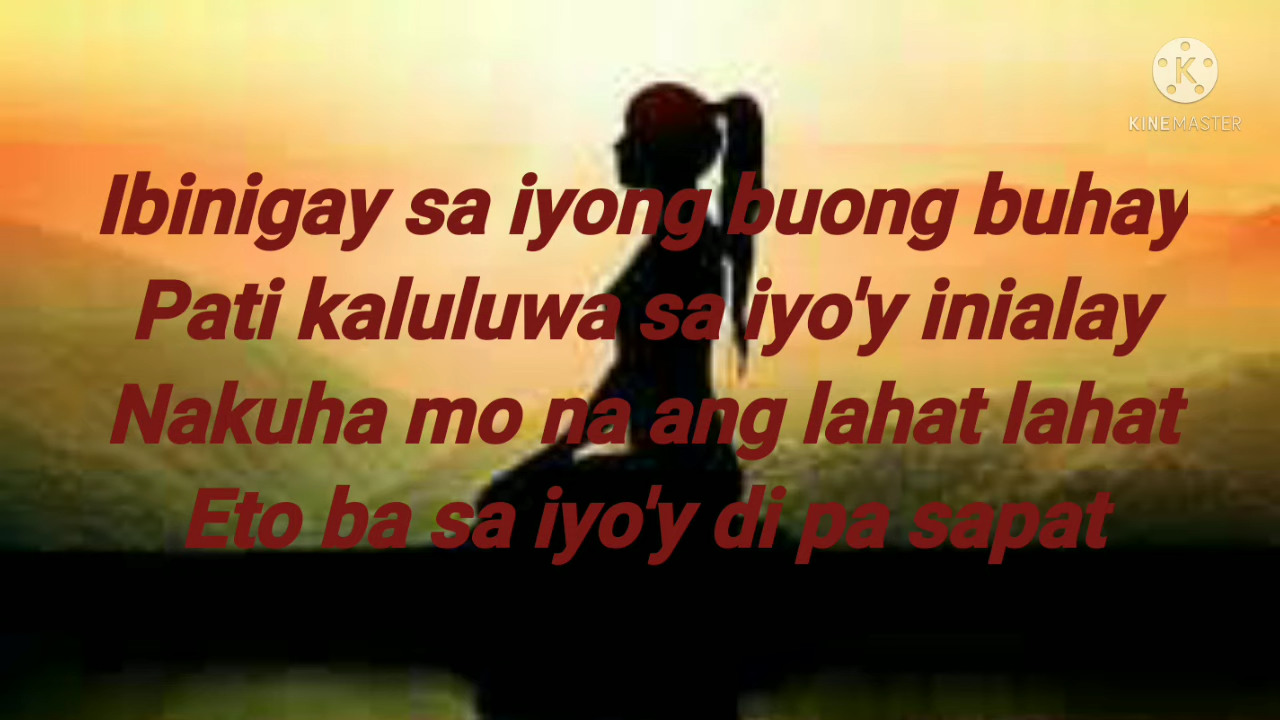 KINEMASTER
Ibinigay sa iyong buong buhay
Pati kaluluwa sa iyo'y inialay
Nakuha mo na ang lahat lahat
Eto ba sa iyo'y di pa sapat